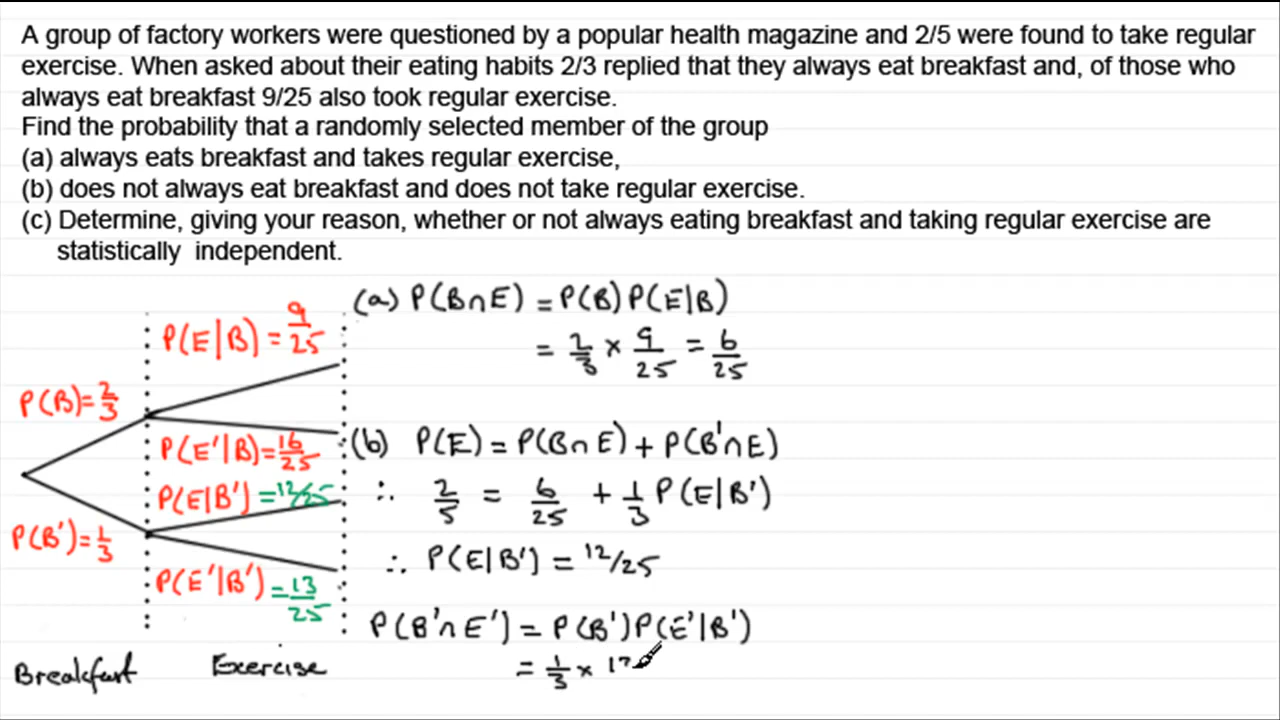 A group of factory workers were questioned by a popular health magazine and 2/5 were found to take regular
exercise. When asked about their eating habits 2/3 replied that they always eat breakfast and, of those who
always eat breakfast 9/25 also took regular exercise.
Find the probability that a randomly selected member of the group
(a) always eats breakfast and takes regular exercise,
(b) does not always eat breakfast and does not take regular exercise.
(c) Determine, giving your reason, whether or not always eating breakfast and taking regular exercise are
statistically independent.
P(B)=2/3
P(B')=1/3
P(E|B)=9/25
P(E'|B)=16/25
P(E|B')=12/25
P(E'|B')=13/25
Breakfast
Exercise
(a) P(B∩E) = P(B)P(E|B)
= 2/3 × 9/25 = 6/25
(b) P(E) = P(B∩E) + P(B'∩E)
∴ 2/5 = 6/25 + 1/3 P(E|B')
∴ P(E|B') = 12/25
P(B'∩E') = P(B')P(E'|B')
= 1/3 ×